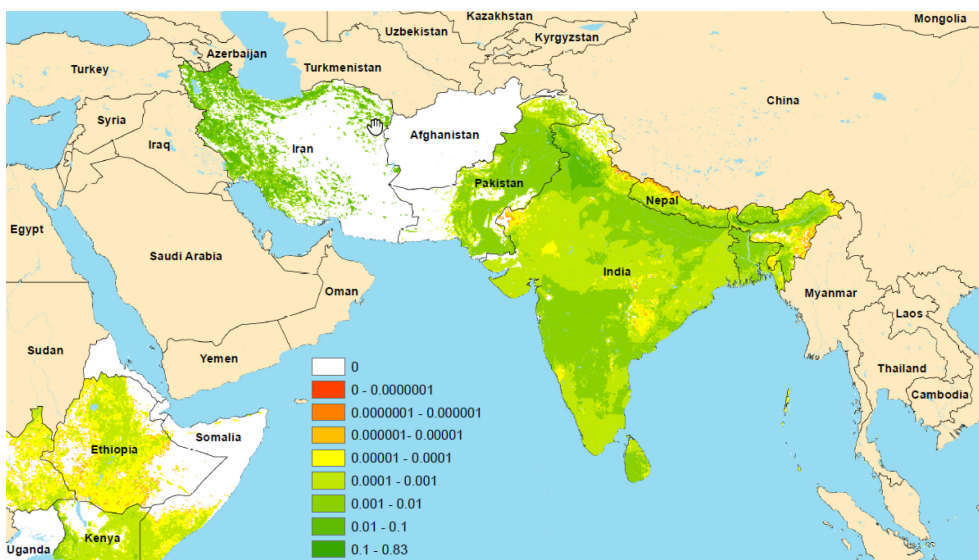 Kazakhstan
Mongolia
Uzbekistan
Kyrgyzstan
Azerbaijan
Turkey
Turkmenistan
China
Syria
Afghanistan
Iraq
Iran
Pakistan
Nepal
Egypt
Saudi Arabia
India
Oman
Myanmar
Laos
Sudan
Yemen
Thailand
Cambodia
Somalia
Ethiopia
Kenya
Uganda
0
0 - 0.0000001
0.0000001 - 0.000001
0.000001 - 0.00001
0.00001 - 0.0001
0.0001 - 0.001
0.001 - 0.01
0.01 - 0.1
0.1 - 0.83